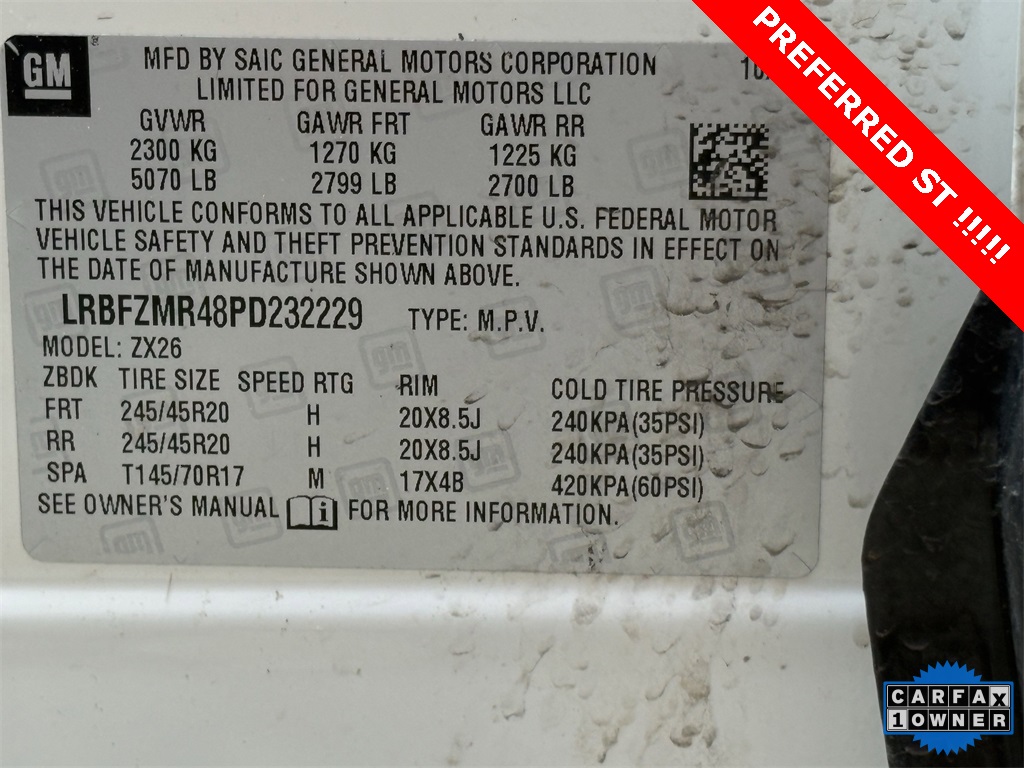 GM
MFD BY SAIC GENERAL MOTORS CORPORATION
LIMITED FOR GENERAL MOTORS LLC
GVWR GAWR FRT GAWR RR
2300 KG 1270 KG 1225 KG
5070 LB 2799 LB 2700 LB
THIS VEHICLE CONFORMS TO ALL APPLICABLE U.S. FEDERAL MOTOR
VEHICLE SAFETY AND THEFT PREVENTION STANDARDS IN EFFECT ON
THE DATE OF MANUFACTURE SHOWN ABOVE.
LRBFZMR48PD232229 TYPE: M.P.V.
MODEL: ZX26
ZBDK TIRE SIZE SPEED RTG RIM COLD TIRE PRESSURE
FRT 245/45R20 H 20X8.5J 240KPA(35PSI)
RR 245/45R20 H 20X8.5J 240KPA(35PSI)
SPA T145/70R17 M 17X4B 420KPA(60PSI)
SEE OWNER'S MANUAL i FOR MORE INFORMATION.
PREFERRED ST !!!!!
CARFAX
1 OWNER